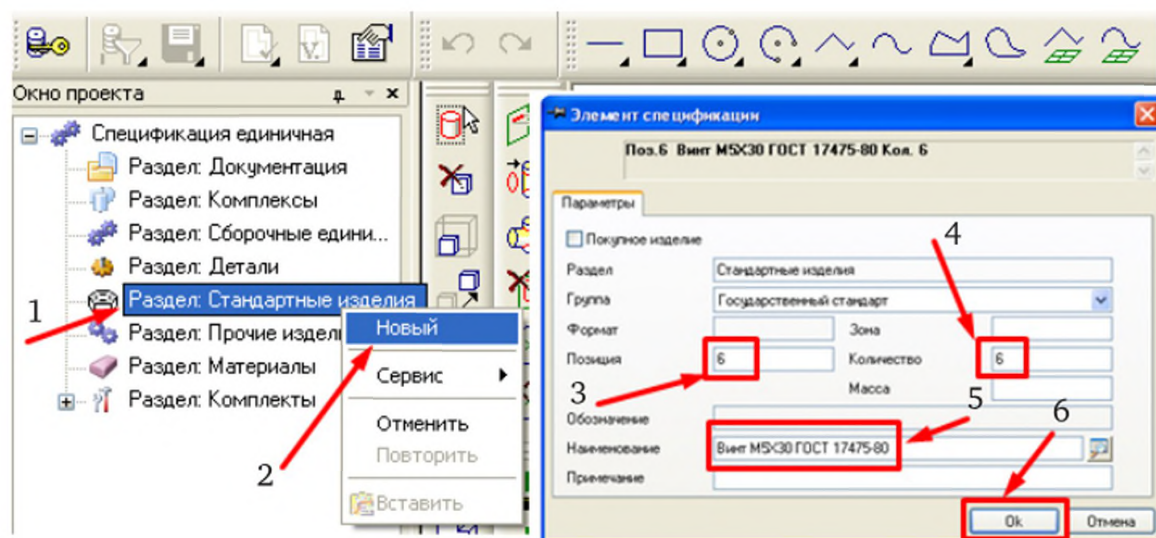 Окно проекта
Спецификация единичная
Раздел: Документация
Раздел: Комплексы
Раздел: Сборочные едини...
Раздел: Детали
1
Раздел: Стандартные изделия
Раздел: Прочие издели
Раздел: Материалы
Раздел: Комплекты
Новый
Сервис
Отменить
Повторить
Вставить
2
Элемент спецификации
Поз.6 Винт М5Х30 ГОСТ 17475-80 Кол. 6
Параметры
Покупное изделие
4
Раздел Стандартные изделия
Группа Государственный стандарт
Формат Зона
Позиция 6 Количество 6
3 Масса
5
6
Обозначение
Наименование Винт М5Х30 ГОСТ 17475-80
Примечание
Ok Отмена